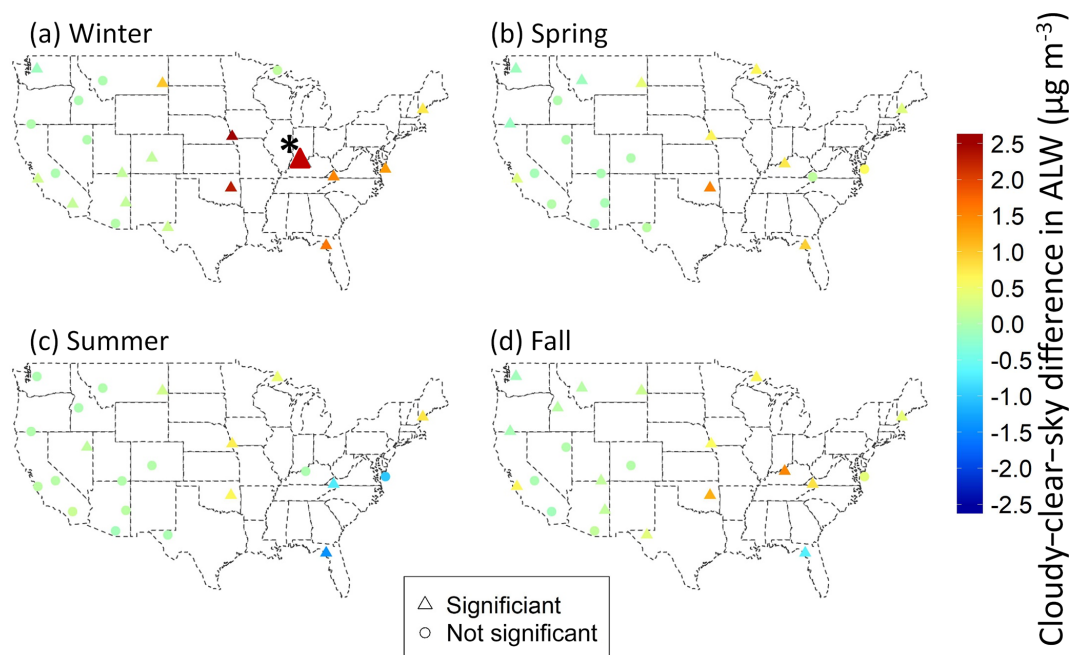 (a) Winter
(b) Spring
*
(c) Summer
(d) Fall
2.5
2.0
1.5
1.0
0.5
0.0
-0.5
-1.0
-1.5
-2.0
-2.5
Cloudy–clear-sky difference in ALW (µg m⁻³)
Significiant
Not significant